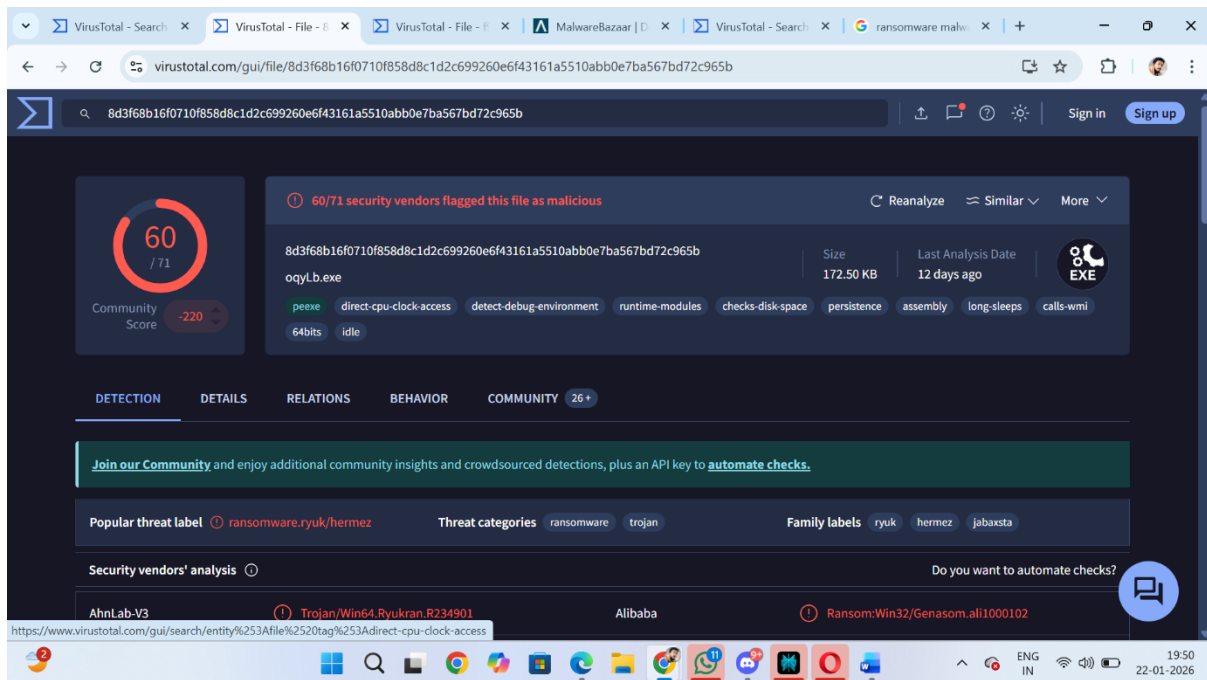 VirusTotal - Search
VirusTotal - File - 8
VirusTotal - File - f5
MalwareBazaar | D
VirusTotal - Search
ransomware malw
virustotal.com/gui/file/8d3f68b16f0710f858d8c1d2c699260e6f43161a5510abb0e7ba567bd72c965b
8d3f68b16f0710f858d8c1d2c699260e6f43161a5510abb0e7ba567bd72c965b
Sign in
Sign up
60
/ 71
Community Score
-220
60/71 security vendors flagged this file as malicious
Reanalyze
Similar
More
8d3f68b16f0710f858d8c1d2c699260e6f43161a5510abb0e7ba567bd72c965b
oqyLb.exe
Size
172.50 KB
Last Analysis Date
12 days ago
EXE
peexe direct-cpu-clock-access detect-debug-environment runtime-modules checks-disk-space persistence assembly long-sleeps calls-wmi
64bits idle
DETECTION DETAILS RELATIONS BEHAVIOR COMMUNITY 26+
Join our Community and enjoy additional community insights and crowdsourced detections, plus an API key to automate checks.
Popular threat label ransomware.ryuk/hermez Threat categories ransomware trojan Family labels ryuk hermez jabaxsta
Security vendors' analysis Do you want to automate checks?
AhnLab-V3 Trojan/Win64.Ryukran.R234901 Alibaba Ransom:Win32/Genasom.ali1000102
https://www.virustotal.com/gui/search/entity%253Afile%2520tag%253Adirect-cpu-clock-access
2
11
9+
ENG
IN
19:50
22-01-2026